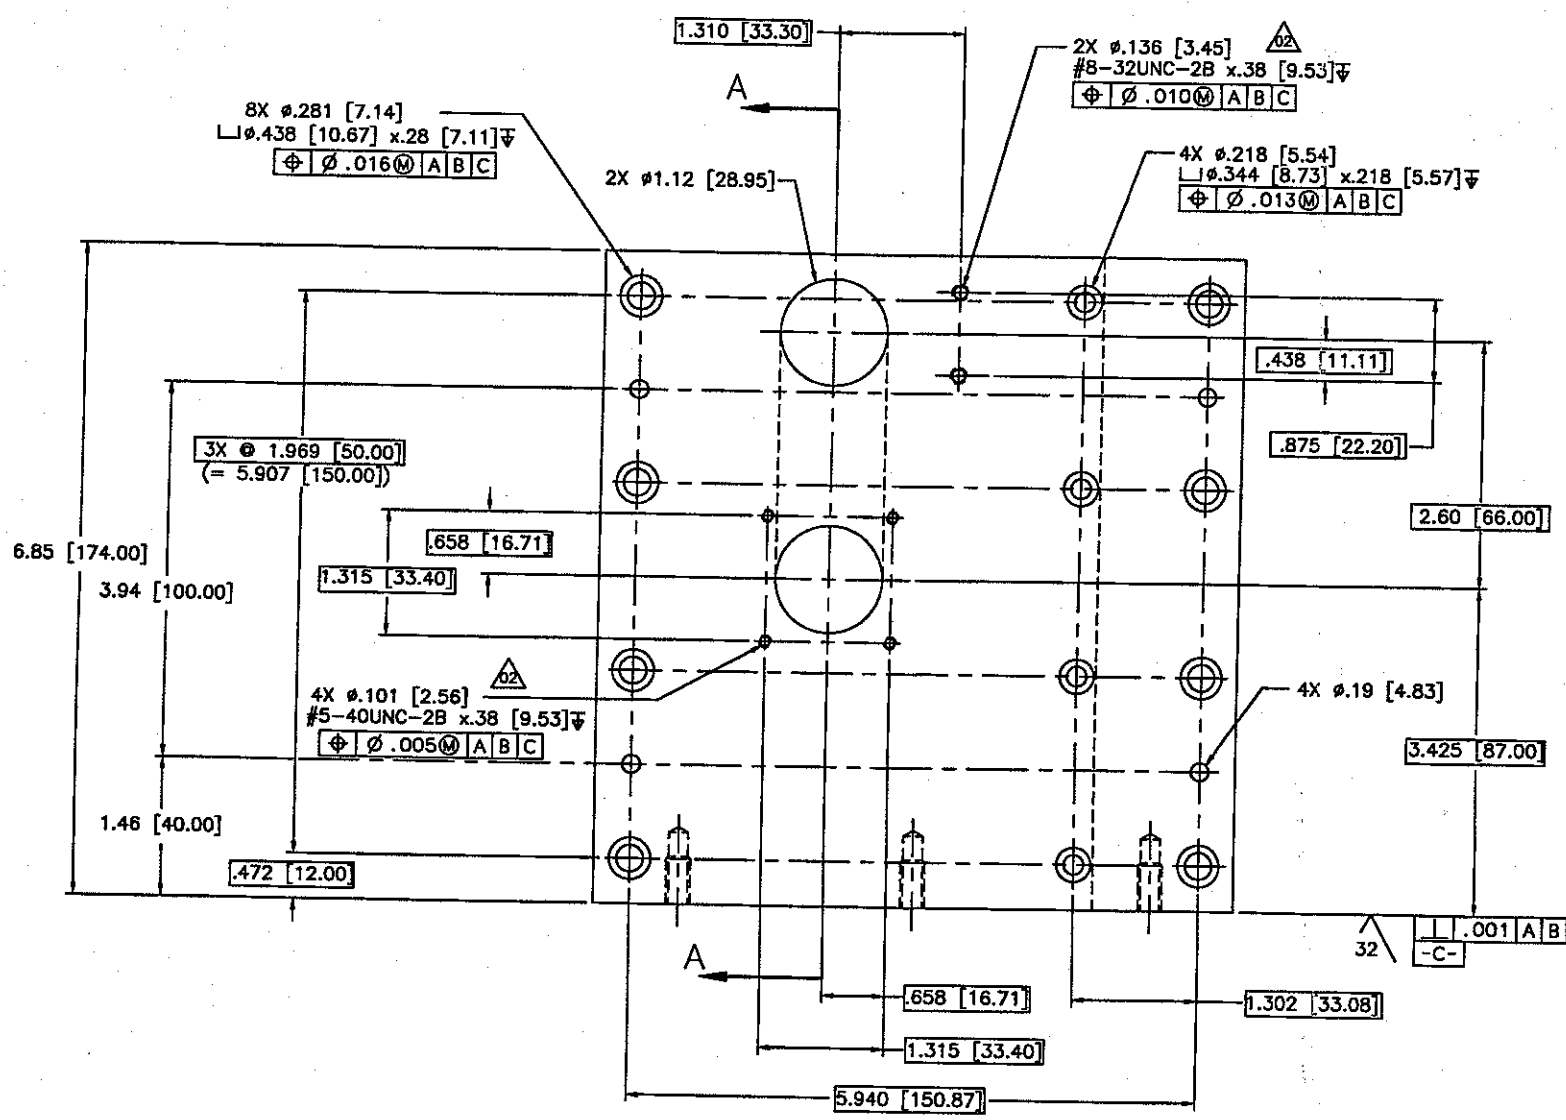 1.310 [33.30]
2X ⌀.136 [3.45] 02
#8-32UNC-2B x.38 [9.53]↧
⌖ ⌀.010Ⓜ A B C
A
8X ⌀.281 [7.14]
⌴⌀.438 [10.67] x.28 [7.11]↧
⌖ ⌀.016Ⓜ A B C
2X ⌀1.12 [28.95]
4X ⌀.218 [5.54]
⌴⌀.344 [8.73] x.218 [5.57]↧
⌖ ⌀.013Ⓜ A B C
.438 [11.11]
.875 [22.20]
3X @ 1.969 [50.00]
(= 5.907 [150.00])
2.60 [66.00]
.658 [16.71]
6.85 [174.00]
1.315 [33.40]
3.94 [100.00]
02
4X ⌀.101 [2.56]
#5-40UNC-2B x.38 [9.53]↧
⌖ ⌀.005Ⓜ A B C
4X ⌀.19 [4.83]
3.425 [87.00]
1.46 [40.00]
.472 [12.00]
32
⟂ .001 A B
-C-
A
.658 [16.71]
1.302 [33.08]
1.315 [33.40]
5.940 [150.87]